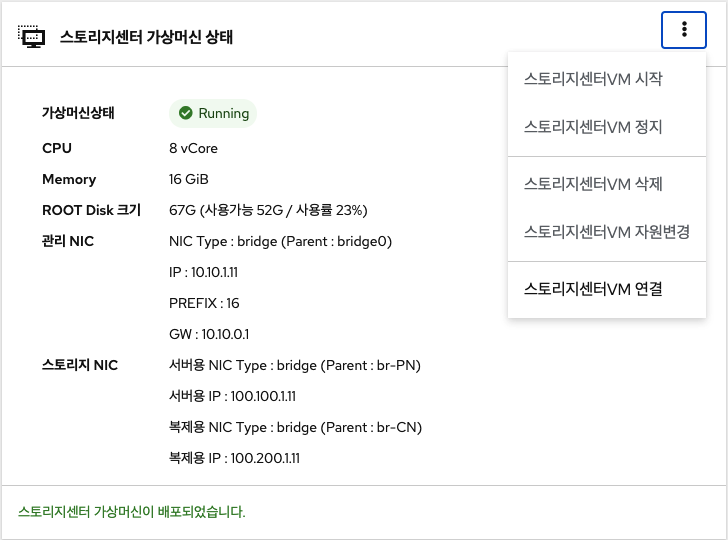 스토리지센터 가상머신 상태
스토리지센터VM 시작
스토리지센터VM 정지
스토리지센터VM 삭제
스토리지센터VM 자원변경
스토리지센터VM 연결
가상머신상태 Running
CPU 8 vCore
Memory 16 GiB
ROOT Disk 크기 67G (사용가능 52G / 사용률 23%)
관리 NIC NIC Type : bridge (Parent : bridge0)
IP : 10.10.1.11
PREFIX : 16
GW : 10.10.0.1
스토리지 NIC 서버용 NIC Type : bridge (Parent : br-PN)
서버용 IP : 100.100.1.11
복제용 NIC Type : bridge (Parent : br-CN)
복제용 IP : 100.200.1.11
스토리지센터 가상머신이 배포되었습니다.